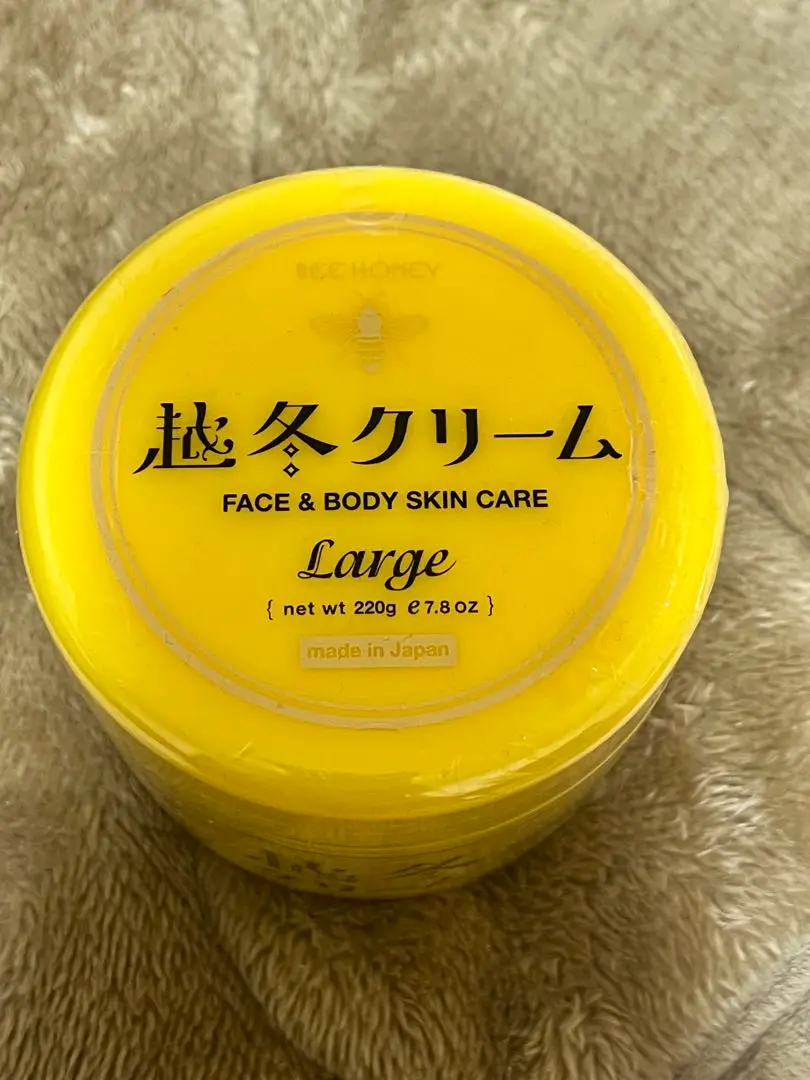 BEE HONEY
越冬クリーム
FACE & BODY SKIN CARE
Large
{ net wt 220g e 7.8 oz }
made in Japan